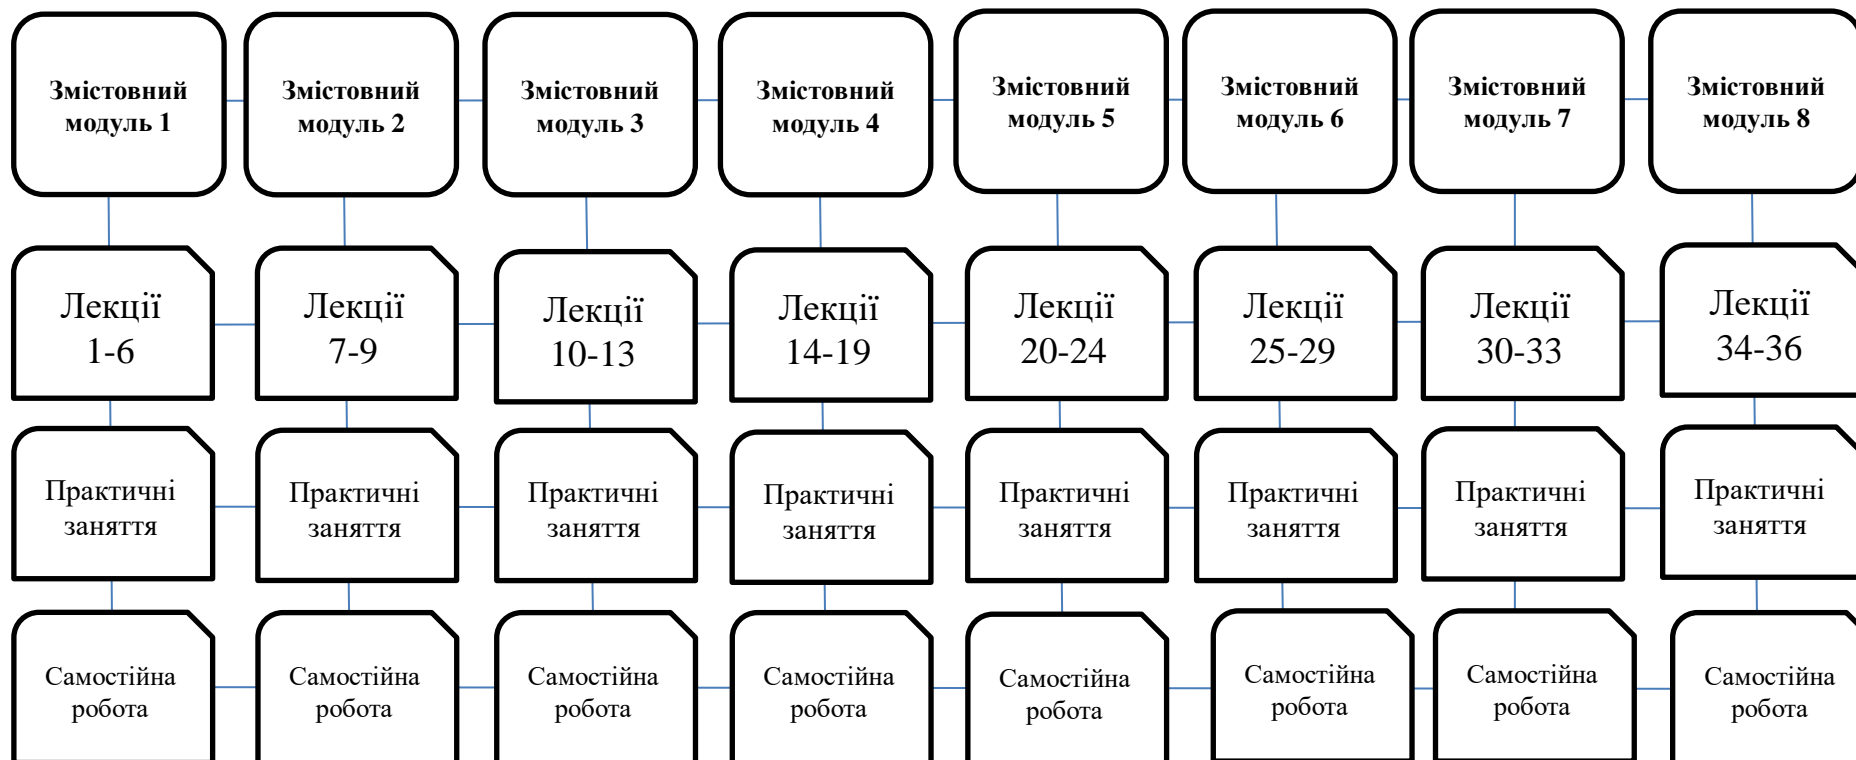 Змістовний
модуль 1
Змістовний
модуль 2
Змістовний
модуль 3
Змістовний
модуль 4
Змістовний
модуль 5
Змістовний
модуль 6
Змістовний
модуль 7
Змістовний
модуль 8
Лекції
1-6
Лекції
7-9
Лекції
10-13
Лекції
14-19
Лекції
20-24
Лекції
25-29
Лекції
30-33
Лекції
34-36
Практичні
заняття
Практичні
заняття
Практичні
заняття
Практичні
заняття
Практичні
заняття
Практичні
заняття
Практичні
заняття
Практичні
заняття
Самостійна
робота
Самостійна
робота
Самостійна
робота
Самостійна
робота
Самостійна
робота
Самостійна
робота
Самостійна
робота
Самостійна
робота